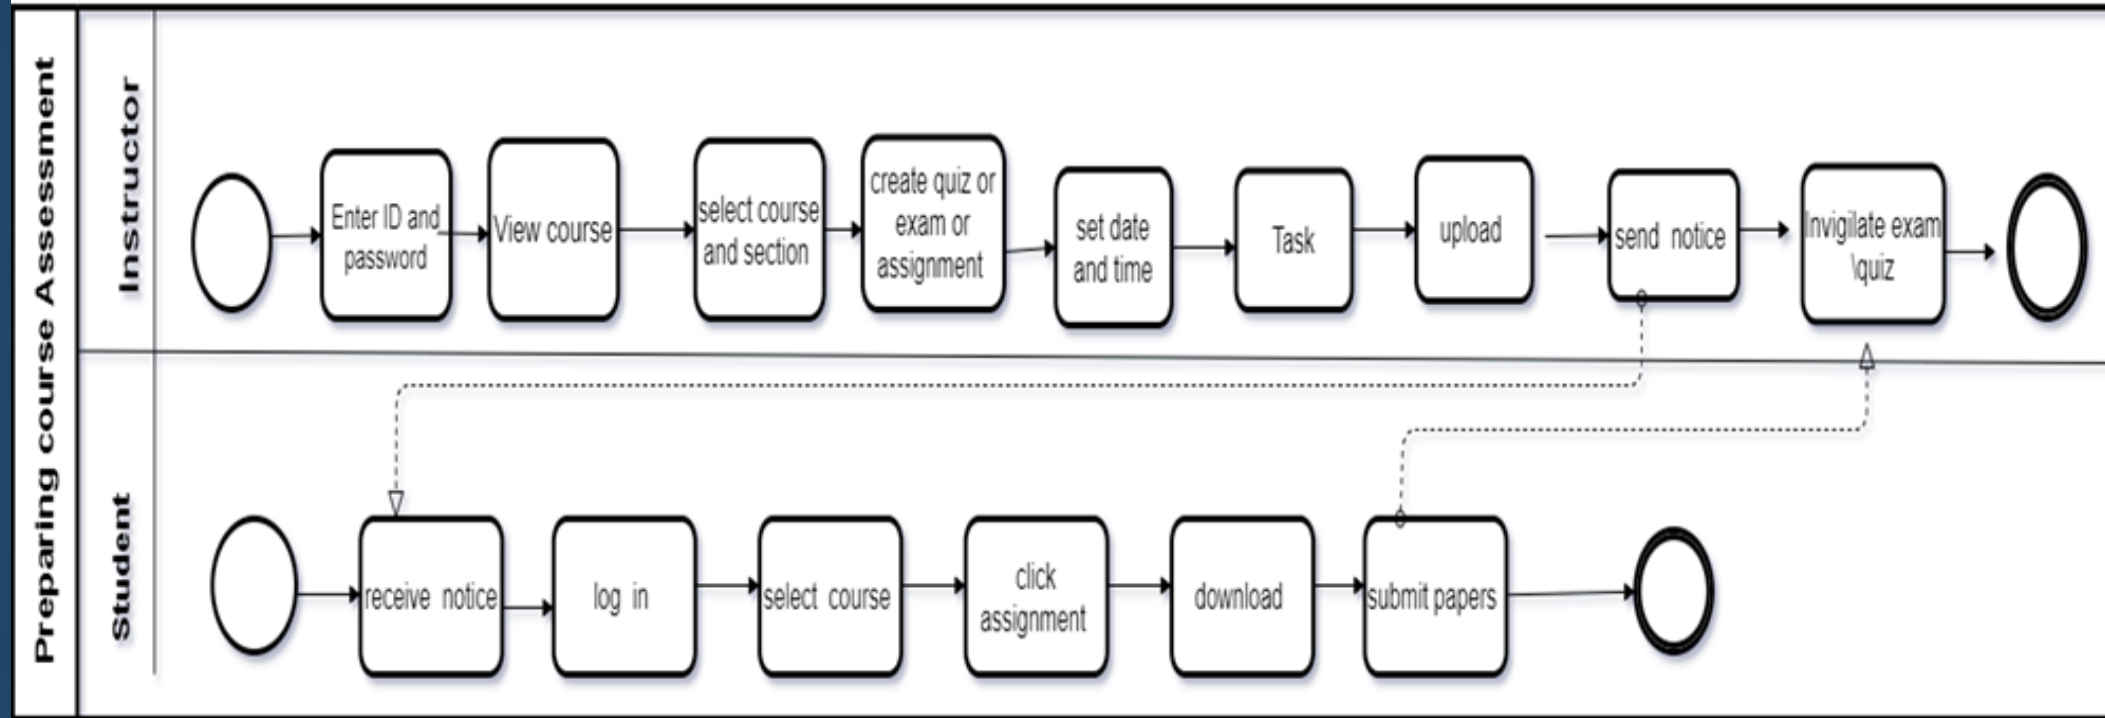 Preparing course Assessment
Instructor
Enter ID and
password
View course
select course
and section
create quiz or
exam or
assignment
set date
and time
Task
upload
send notice
Invigilate exam
\quiz
Student
receive notice
log in
select course
click
assignment
download
submit papers